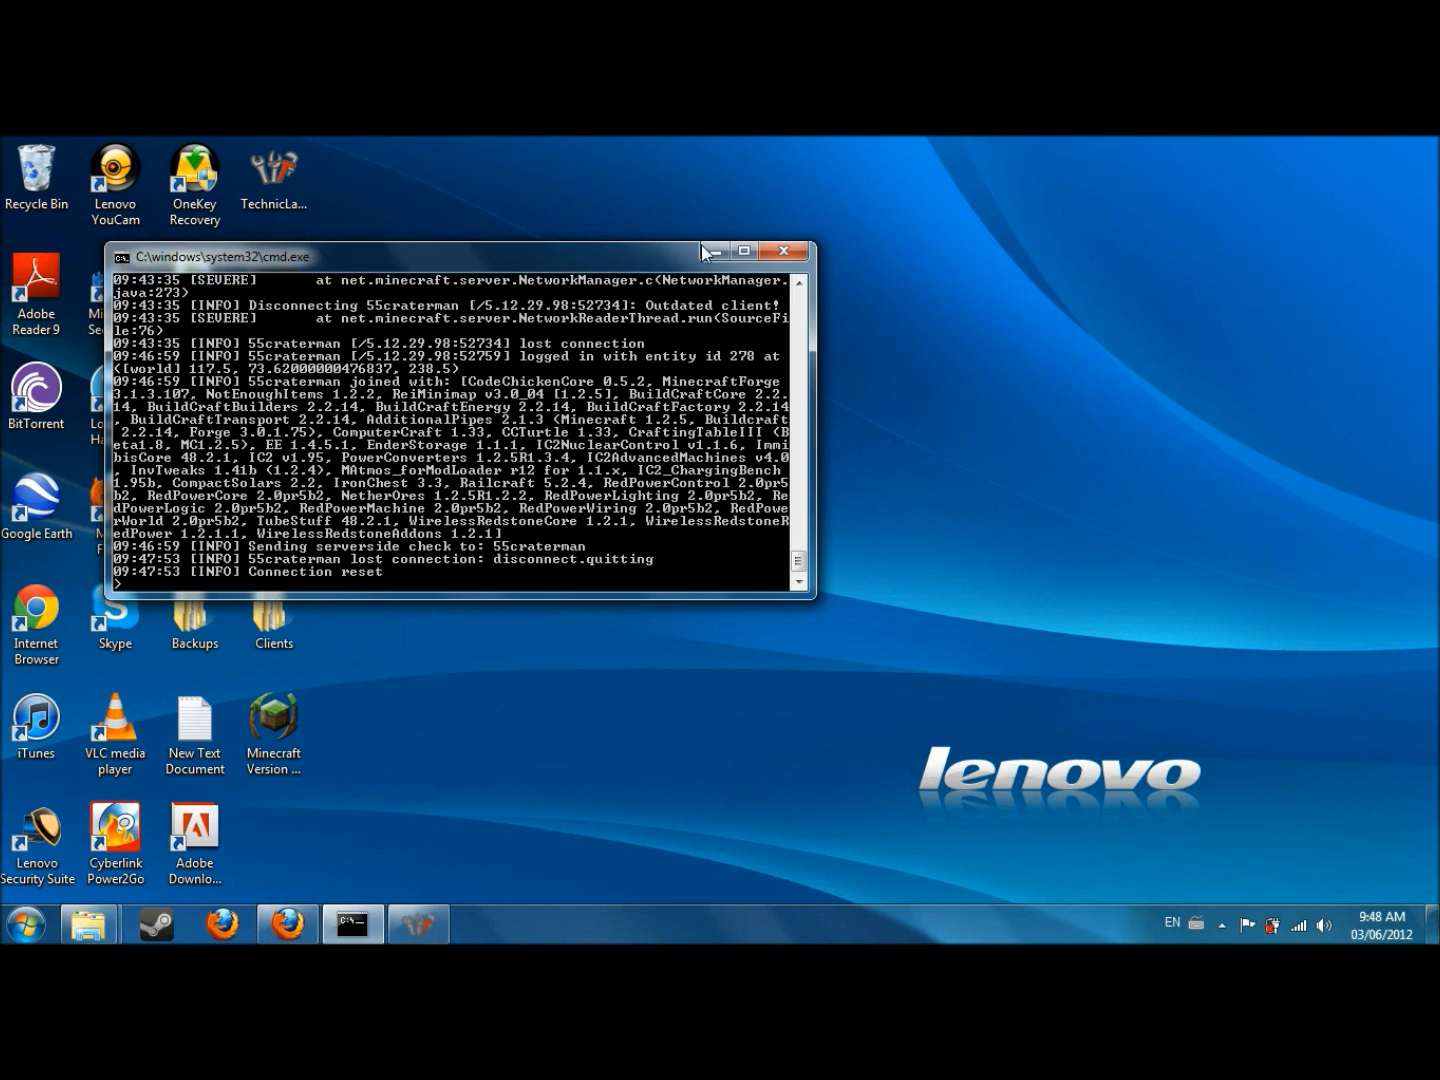 Recycle Bin
Lenovo
YouCam
OneKey
Recovery
TechnicLa...
C:\windows\system32\cmd.exe
09:43:35 [SEVERE]       at net.minecraft.server.NetworkManager.c(NetworkManager.
java:273)
09:43:35 [INFO] Disconnecting 55craterman [/5.12.29.98:52734]: Outdated client!
09:43:35 [SEVERE]       at net.minecraft.server.NetworkReaderThread.run(SourceFi
le:76)
09:43:35 [INFO] 55craterman [/5.12.29.98:52734] lost connection
09:46:59 [INFO] 55craterman [/5.12.29.98:52759] logged in with entity id 278 at
([world] 117.5, 73.62000000476837, 238.5)
09:46:59 [INFO] 55craterman joined with: [CodeChickenCore 0.5.2, MinecraftForge
3.1.3.107, NotEnoughItems 1.2.2, ReiMinimap v3.0_04 [1.2.5], BuildCraftCore 2.2.
14, BuildCraftBuilders 2.2.14, BuildCraftEnergy 2.2.14, BuildCraftFactory 2.2.14
, BuildCraftTransport 2.2.14, AdditionalPipes 2.1.3 (Minecraft 1.2.5, Buildcraft
2.2.14, Forge 3.0.1.75), ComputerCraft 1.33, CCTurtle 1.33, CraftingTableIII (B
eta1.8, MC1.2.5), EE 1.4.5.1, EnderStorage 1.1.1, IC2NuclearControl v1.1.6, Immi
bisCore 48.2.1, IC2 v1.95, PowerConverters 1.2.5R1.3.4, IC2AdvancedMachines v4.0
, InvTweaks 1.41b (1.2.4), MAtmos_forModLoader r12 for 1.1.x, IC2_ChargingBench
1.95b, CompactSolars 2.2, IronChest 3.3, Railcraft 5.2.4, RedPowerControl 2.0pr5
b2, RedPowerCore 2.0pr5b2, NetherOres 1.2.5R1.2.2, RedPowerLighting 2.0pr5b2, Re
dPowerLogic 2.0pr5b2, RedPowerMachine 2.0pr5b2, RedPowerWiring 2.0pr5b2, RedPowe
rWorld 2.0pr5b2, TubeStuff 48.2.1, WirelessRedstoneCore 1.2.1, WirelessRedstoneR
edPower 1.2.1.1, WirelessRedstoneAddons 1.2.1]
09:46:59 [INFO] Sending serverside check to: 55craterman
09:47:53 [INFO] 55craterman lost connection: disconnect.quitting
09:47:53 [INFO] Connection reset
>
Adobe
Reader 9
BitTorrent
Google Earth
Internet
Browser
Skype
Backups
Clients
iTunes
VLC media
player
New Text
Document
Minecraft
Version ...
lenovo
Lenovo
Security Suite
Cyberlink
Power2Go
Adobe
Downlo...
EN
9:48 AM
03/06/2012